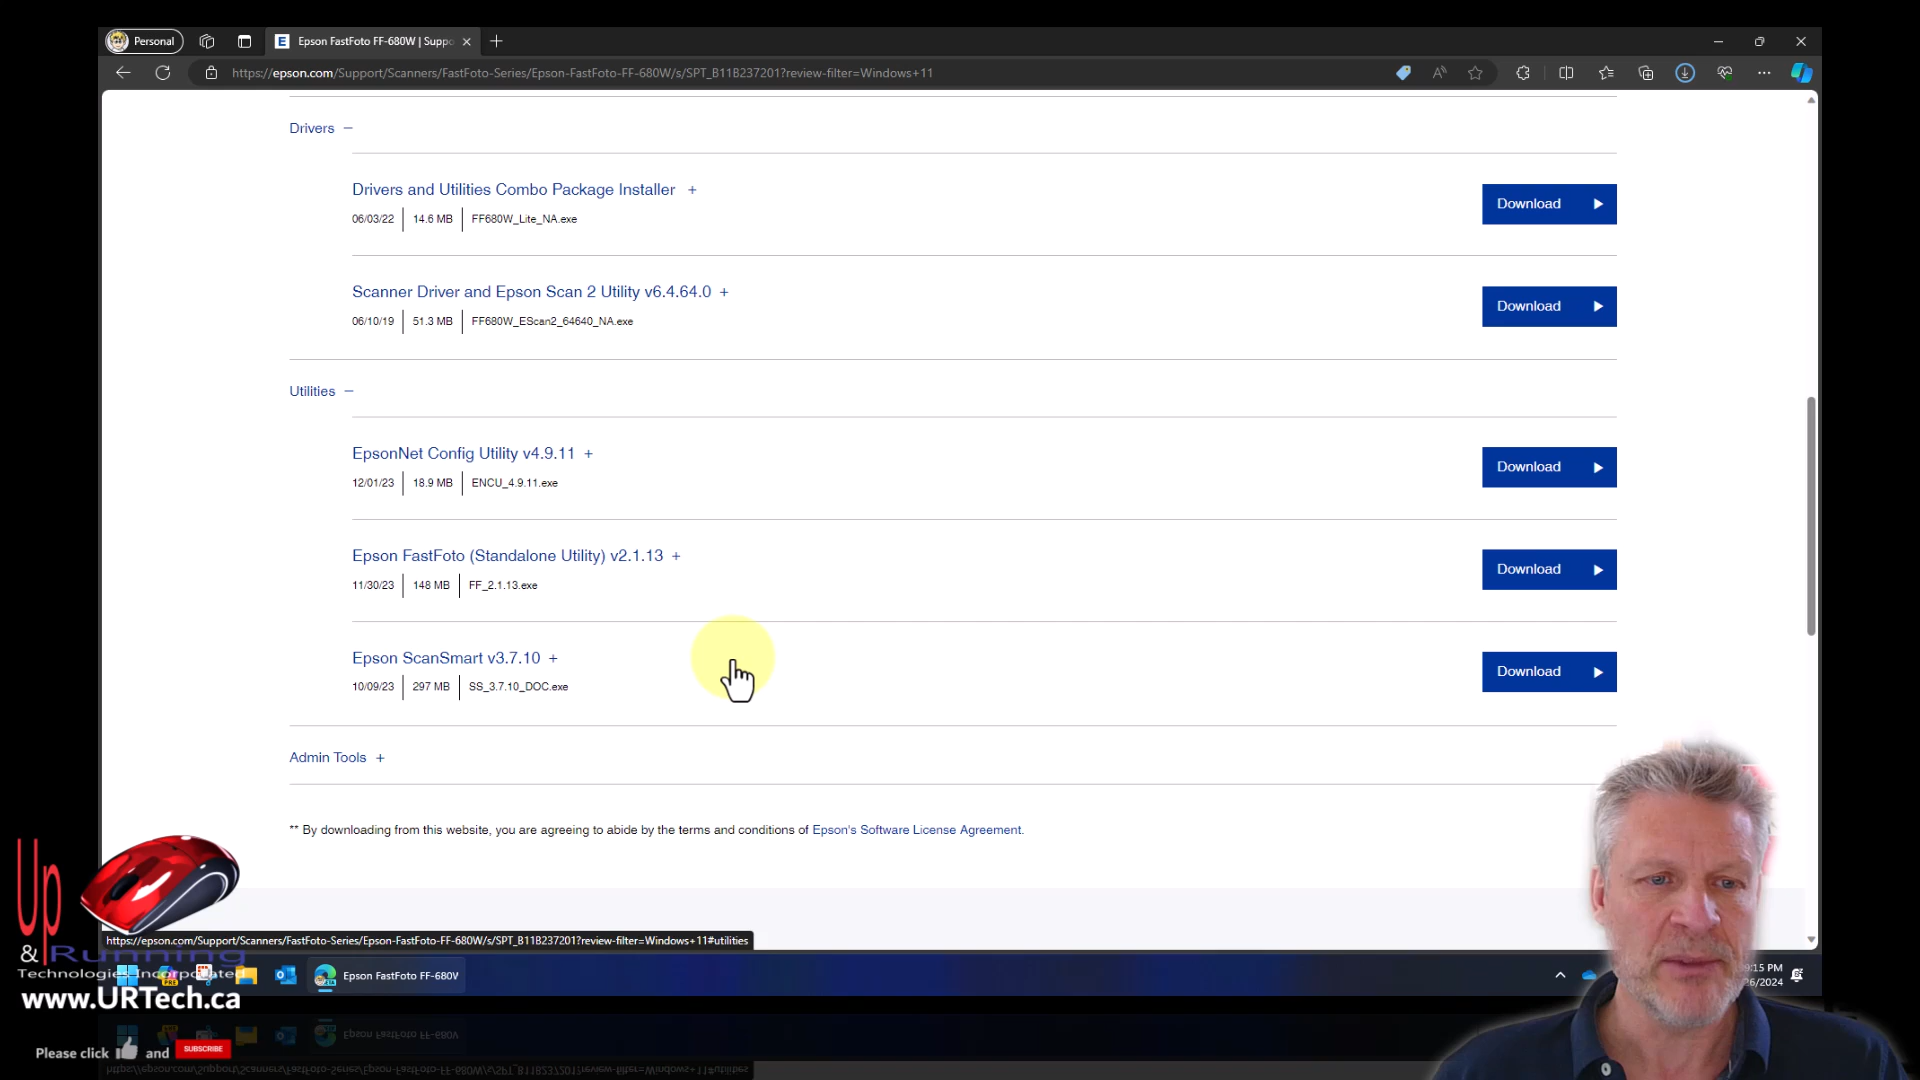 Personal
Epson FastFoto FF-680W | Suppo
https://epson.com/Support/Scanners/FastFoto-Series/Epson-FastFoto-FF-680W/s/SPT_B11B237201?review-filter=Windows+11
Drivers −
Drivers and Utilities Combo Package Installer +
06/03/22 | 14.6 MB | FF680W_Lite_NA.exe
Download
Scanner Driver and Epson Scan 2 Utility v6.4.64.0 +
06/10/19 | 51.3 MB | FF680W_EScan2_64640_NA.exe
Download
Utilities −
EpsonNet Config Utility v4.9.11 +
12/01/23 | 18.9 MB | ENCU_4.9.11.exe
Download
Epson FastFoto (Standalone Utility) v2.1.13 +
11/30/23 | 148 MB | FF_2.1.13.exe
Download
Epson ScanSmart v3.7.10 +
10/09/23 | 297 MB | SS_3.7.10_DOC.exe
Download
Admin Tools +
** By downloading from this website, you are agreeing to abide by the terms and conditions of Epson's Software License Agreement.
https://epson.com/Support/Scanners/FastFoto-Series/Epson-FastFoto-FF-680W/s/SPT_B11B237201?review-filter=Windows+11#utilities
Up
& Running
Technologies Incorporated
www.URTech.ca
Epson FastFoto FF-680V
:15 PM
/2024
Please click and SUBSCRIBE